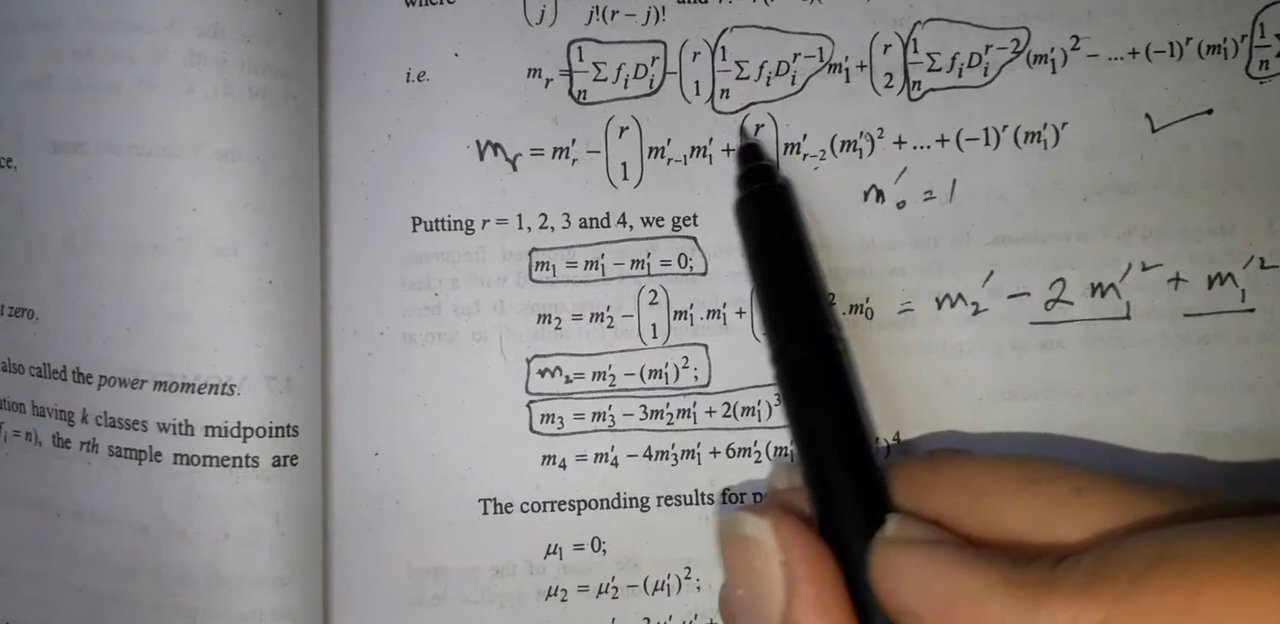 j! (r – j)!
i.e. m_r = 1/n Σ f_i D_i^r – (r 1) 1/n Σ f_i D_i^{r–1} m′_1 + (r 2) 1/n Σ f_i D_i^{r–2} (m′_1)^2 – ...+ (–1)^r (m′_1)^r 1/n
m_r = m′_r – (r 1) m′_{r–1} m′_1 + m′_{r–2} (m′_1)^2 + ... + (–1)^r (m′_1)^r
m′_0 = 1
Putting r = 1, 2, 3 and 4, we get
m_1 = m′_1 – m′_1 = 0;
m_2 = m′_2 – (2 1) m′_1 . m′_1 + . m′_0 = m_2′ – 2 m_1′^2 + m_1′^2
m_2 = m′_2 – (m′_1)^2;
m_3 = m′_3 – 3m′_2 m′_1 + 2(m′_1)^3
m_4 = m′_4 – 4m′_3 m′_1 + 6m′_2 (m′_1 )^4
The corresponding results for
μ_1 = 0;
μ_2 = μ′_2 – (μ′_1)^2;
ce,
t zero.
also called the power moments.
tion having k classes with midpoints
f_i = n), the rth sample moments are